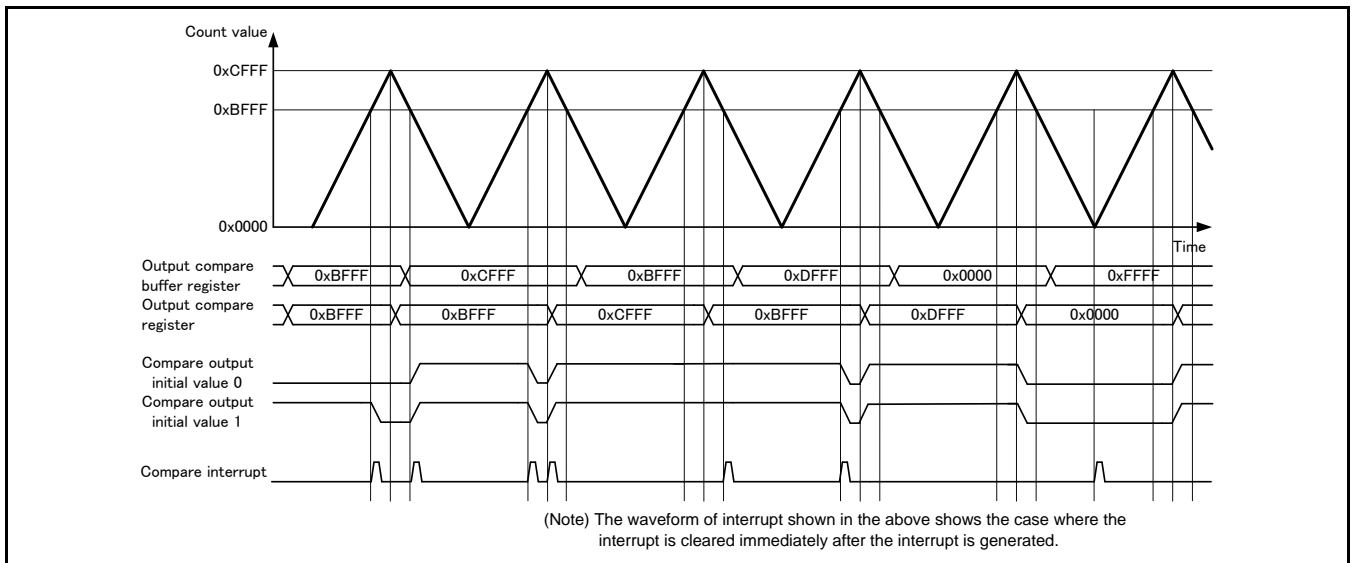 Count value
0xCFFF
0xBFFF
0x0000
Time
Output compare
buffer register
0xBFFF 0xCFFF 0xBFFF 0xDFFF 0x0000 0xFFFF
Output compare
register
0xBFFF 0xBFFF 0xCFFF 0xBFFF 0xDFFF 0x0000
Compare output
initial value 0
Compare output
initial value 1
Compare interrupt
(Note) The waveform of interrupt shown in the above shows the case where the
interrupt is cleared immediately after the interrupt is generated.